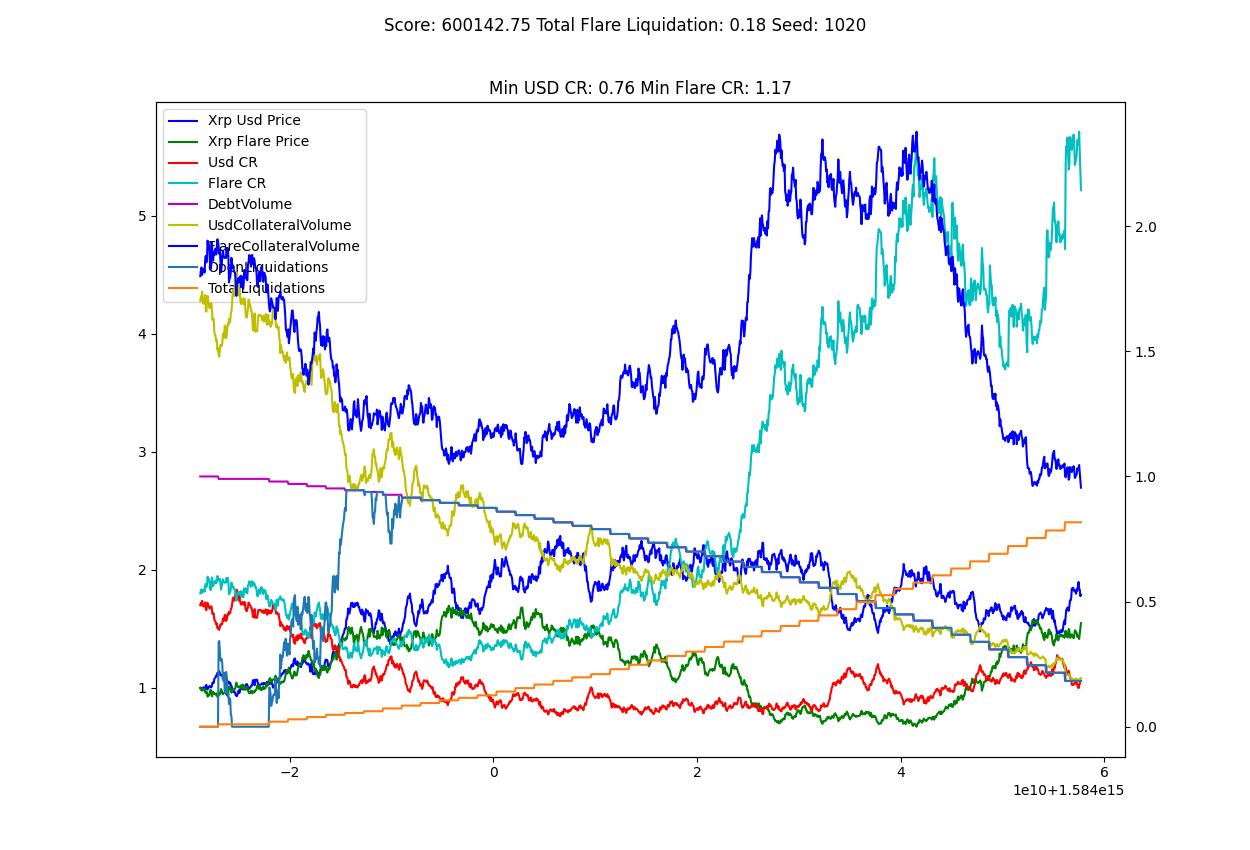 Score: 600142.75 Total Flare Liquidation: 0.18 Seed: 1020
Min USD CR: 0.76 Min Flare CR: 1.17
Xrp Usd Price
Xrp Flare Price
Usd CR
Flare CR
DebtVolume
UsdCollateralVolume
FlareCollateralVolume
OpenLiquidations
TotalLiquidations
5
4
3
2
1
2.0
1.5
1.0
0.5
0.0
−2
0
2
4
6
1e10+1.584e15